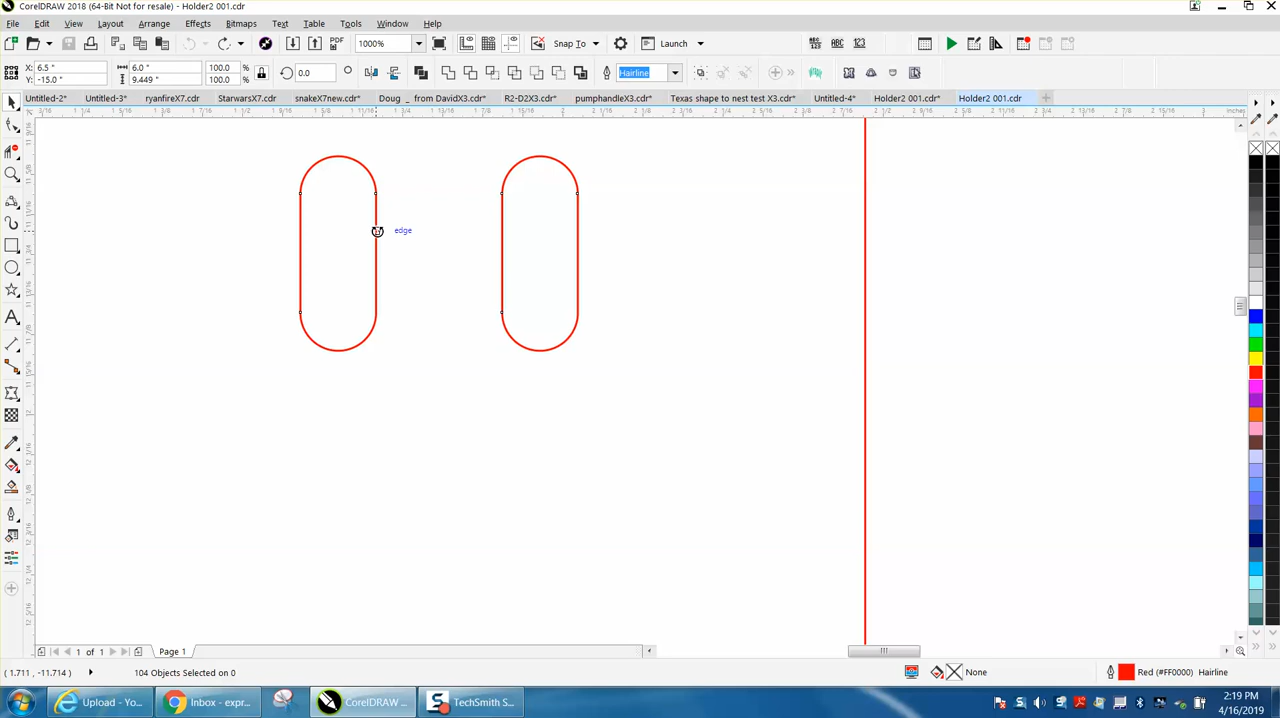 CorelDRAW 2018 (64-Bit Not for resale) - Holder2 001.cdr
File Edit View Layout Arrange Effects Bitmaps Text Table Tools Window Help
PDF 1000% Snap To Launch
X: 6.5 " 6.0 " 100.0 % 0.0 Hairline
Y: -15.0 " 9.449 " 100.0 %
Untitled-2* Untitled-3* ryanfireX7.cdr StarwarsX7.cdr snakeX7new.cdr* Doug _ from DavidX3.cdr* R2-D2X3.cdr* pumphandleX3.cdr* Texas shape to nest test X3.cdr* Untitled-4* Holder2 001.cdr* Holder2 001.cdr
inches
edge
1 of 1 Page 1
( 1.711, -11.714 ) 104 Objects Selected on 0 None Red (#FF0000) Hairline
Upload - Yo... Inbox - expr... CorelDRAW ... TechSmith S... 2:19 PM
4/16/2019